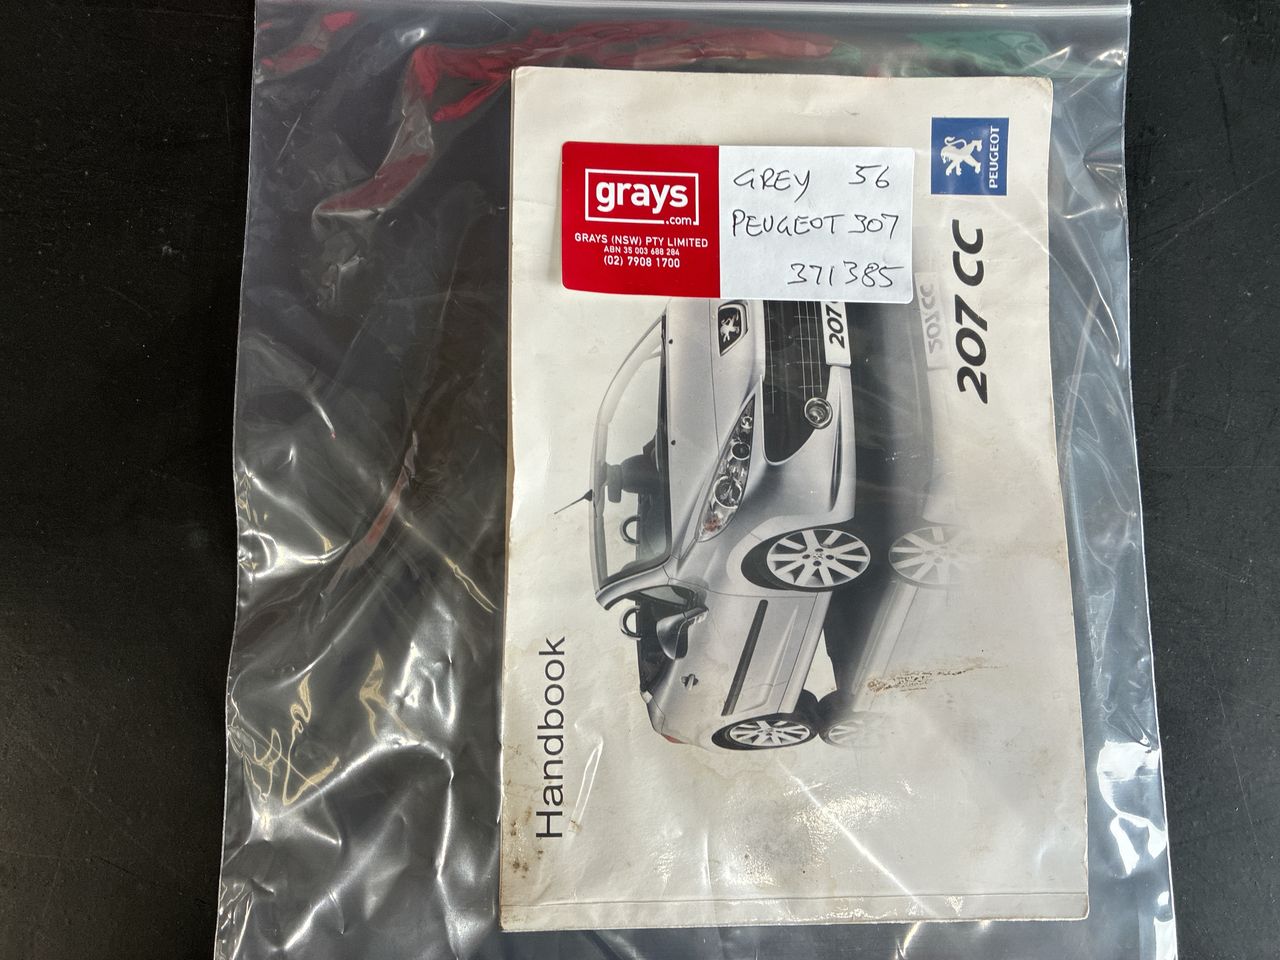 grays
.com
GRAYS (NSW) PTY LIMITED
ABN 35 003 688 284
(02) 7908 1700
GREY 56
PEUGEOT 307
371385
PEUGEOT
207 CC
207
207 CC
Handbook